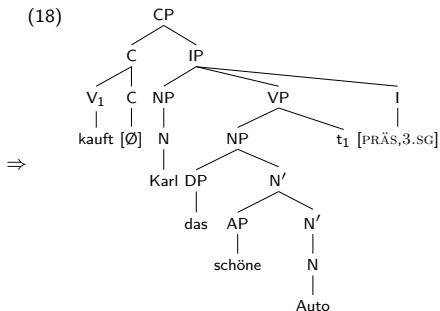 (18) CP
C IP
V₁ C NP VP I
kauft [Ø] N NP t₁ [PRÄS,3.SG]
⇒ Karl DP N′
das AP N′
schöne N
Auto